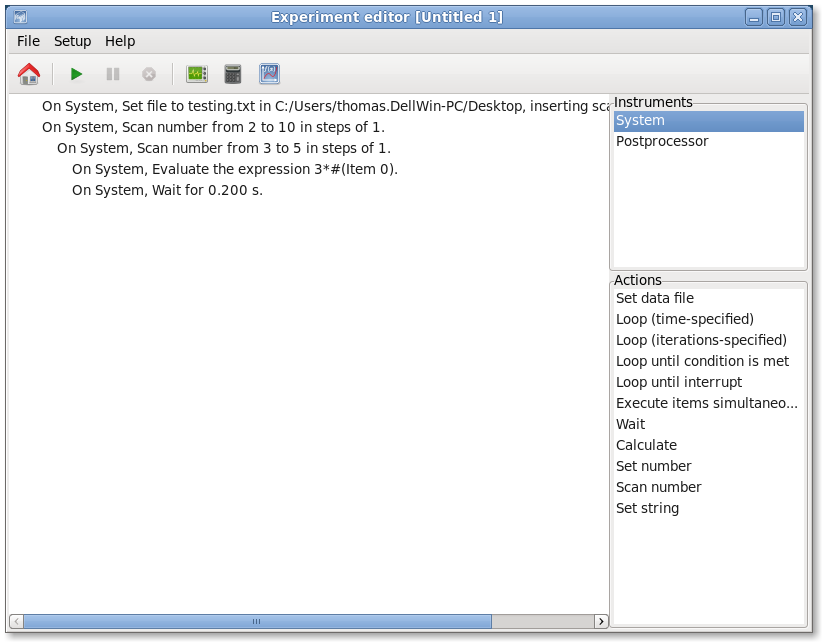 Experiment editor [Untitled 1]
File Setup Help
On System, Set file to testing.txt in C:/Users/thomas.DellWin-PC/Desktop, inserting sca
On System, Scan number from 2 to 10 in steps of 1.
On System, Scan number from 3 to 5 in steps of 1.
On System, Evaluate the expression 3*#(Item 0).
On System, Wait for 0.200 s.
Instruments
System
Postprocessor
Actions
Set data file
Loop (time-specified)
Loop (iterations-specified)
Loop until condition is met
Loop until interrupt
Execute items simultaneo...
Wait
Calculate
Set number
Scan number
Set string